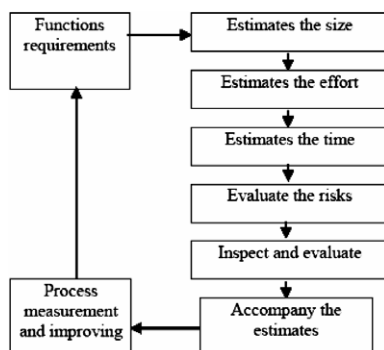 Functions
requirements
Estimates the size
Estimates the effort
Estimates the time
Evaluate the risks
Inspect and evaluate
Accompany the
estimates
Process
measurement
and improving